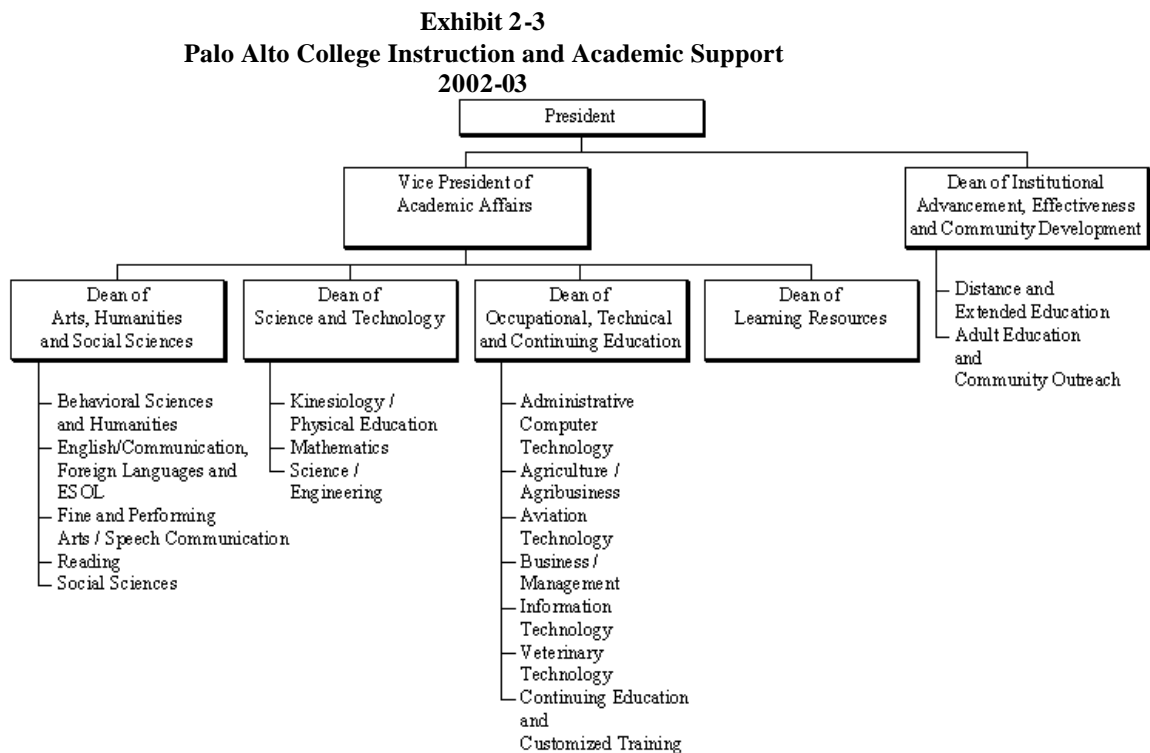 Exhibit 2-3
Palo Alto College Instruction and Academic Support
2002-03
President
Vice President of
Academic Affairs
Dean of Institutional
Advancement, Effectiveness
and Community Development
Dean of
Arts, Humanities
and Social Sciences
Dean of
Science and Technology
Dean of
Occupational, Technical
and Continuing Education
Dean of
Learning Resources
Distance and
Extended Education
Adult Education
and
Community Outreach
Behavioral Sciences
and Humanities
English/Communication,
Foreign Languages and
ESOL
Fine and Performing
Arts / Speech Communication
Reading
Social Sciences
Kinesiology /
Physical Education
Mathematics
Science /
Engineering
Administrative
Computer
Technology
Agriculture /
Agribusiness
Aviation
Technology
Business /
Management
Information
Technology
Veterinary
Technology
Continuing Education
and
Customized Training